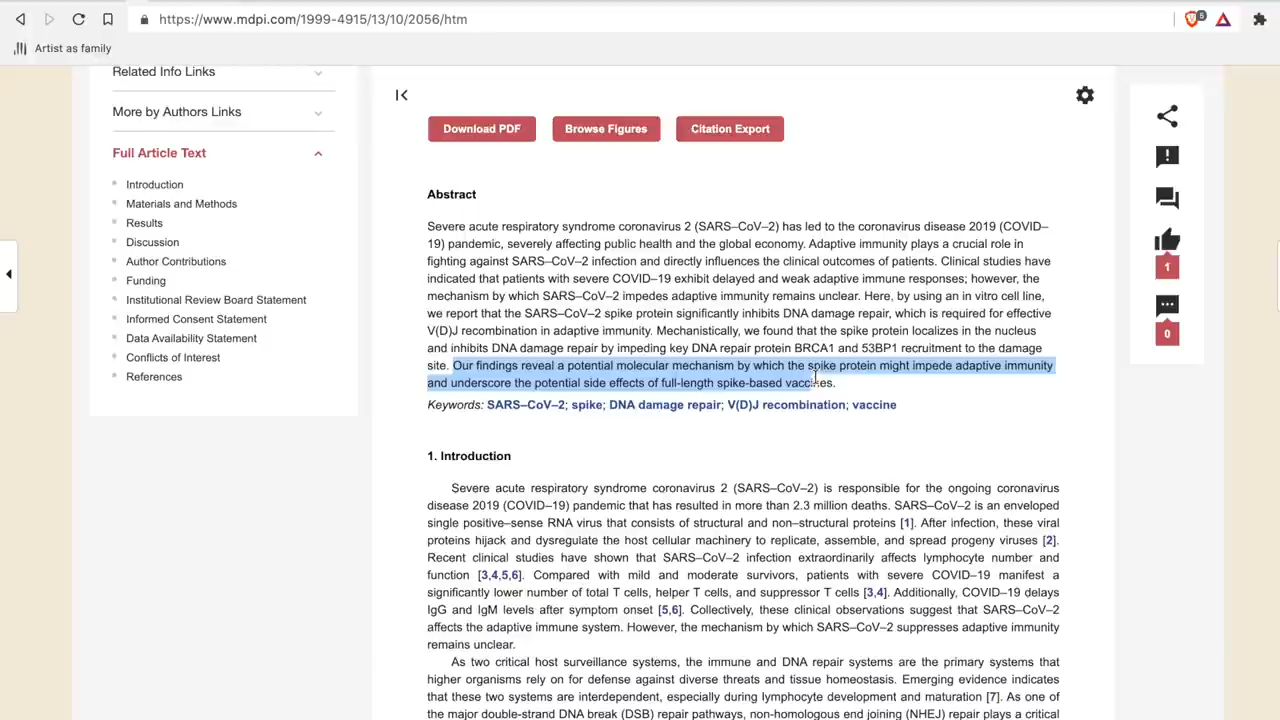 https://www.mdpi.com/1999-4915/13/10/2056/htm
5
Artist as family
Related Info Links
More by Authors Links
Full Article Text
Introduction
Materials and Methods
Results
Discussion
Author Contributions
Funding
Institutional Review Board Statement
Informed Consent Statement
Data Availability Statement
Conflicts of Interest
References
Download PDF Browse Figures Citation Export
Abstract
Severe acute respiratory syndrome coronavirus 2 (SARS–CoV–2) has led to the coronavirus disease 2019 (COVID–
19) pandemic, severely affecting public health and the global economy. Adaptive immunity plays a crucial role in
fighting against SARS–CoV–2 infection and directly influences the clinical outcomes of patients. Clinical studies have
indicated that patients with severe COVID–19 exhibit delayed and weak adaptive immune responses; however, the
mechanism by which SARS–CoV–2 impedes adaptive immunity remains unclear. Here, by using an in vitro cell line,
we report that the SARS–CoV–2 spike protein significantly inhibits DNA damage repair, which is required for effective
V(D)J recombination in adaptive immunity. Mechanistically, we found that the spike protein localizes in the nucleus
and inhibits DNA damage repair by impeding key DNA repair protein BRCA1 and 53BP1 recruitment to the damage
site. Our findings reveal a potential molecular mechanism by which the spike protein might impede adaptive immunity
and underscore the potential side effects of full-length spike-based vaccines.
Keywords: SARS–CoV–2; spike; DNA damage repair; V(D)J recombination; vaccine
1. Introduction
Severe acute respiratory syndrome coronavirus 2 (SARS–CoV–2) is responsible for the ongoing coronavirus
disease 2019 (COVID–19) pandemic that has resulted in more than 2.3 million deaths. SARS–CoV–2 is an enveloped
single positive–sense RNA virus that consists of structural and non–structural proteins [1]. After infection, these viral
proteins hijack and dysregulate the host cellular machinery to replicate, assemble, and spread progeny viruses [2].
Recent clinical studies have shown that SARS–CoV–2 infection extraordinarily affects lymphocyte number and
function [3,4,5,6]. Compared with mild and moderate survivors, patients with severe COVID–19 manifest a
significantly lower number of total T cells, helper T cells, and suppressor T cells [3,4]. Additionally, COVID–19 delays
IgG and IgM levels after symptom onset [5,6]. Collectively, these clinical observations suggest that SARS–CoV–2
affects the adaptive immune system. However, the mechanism by which SARS–CoV–2 suppresses adaptive immunity
remains unclear.
As two critical host surveillance systems, the immune and DNA repair systems are the primary systems that
higher organisms rely on for defense against diverse threats and tissue homeostasis. Emerging evidence indicates
that these two systems are interdependent, especially during lymphocyte development and maturation [7]. As one of
the major double-strand DNA break (DSB) repair pathways, non-homologous end joining (NHEJ) repair plays a critical
1
0